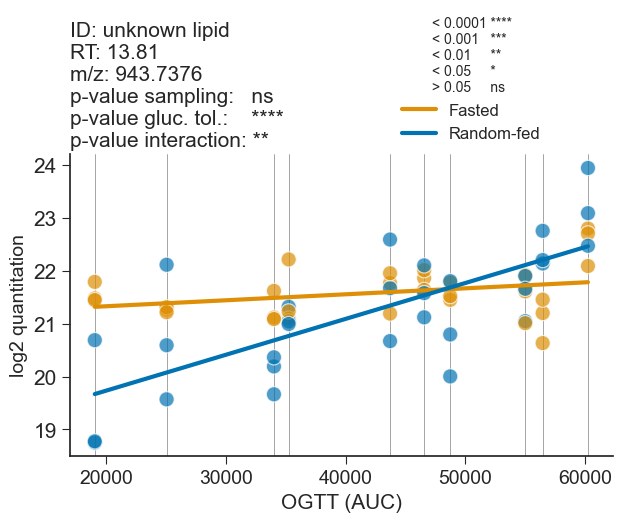 ID: unknown lipid
RT: 13.81
m/z: 943.7376
p-value sampling: ns
p-value gluc. tol.: ****
p-value interaction: **
< 0.0001 ****
< 0.001 ***
< 0.01 **
< 0.05 *
> 0.05 ns
Fasted
Random-fed
24
23
22
21
20
19
log2 quantitation
20000 30000 40000 50000 60000
OGTT (AUC)